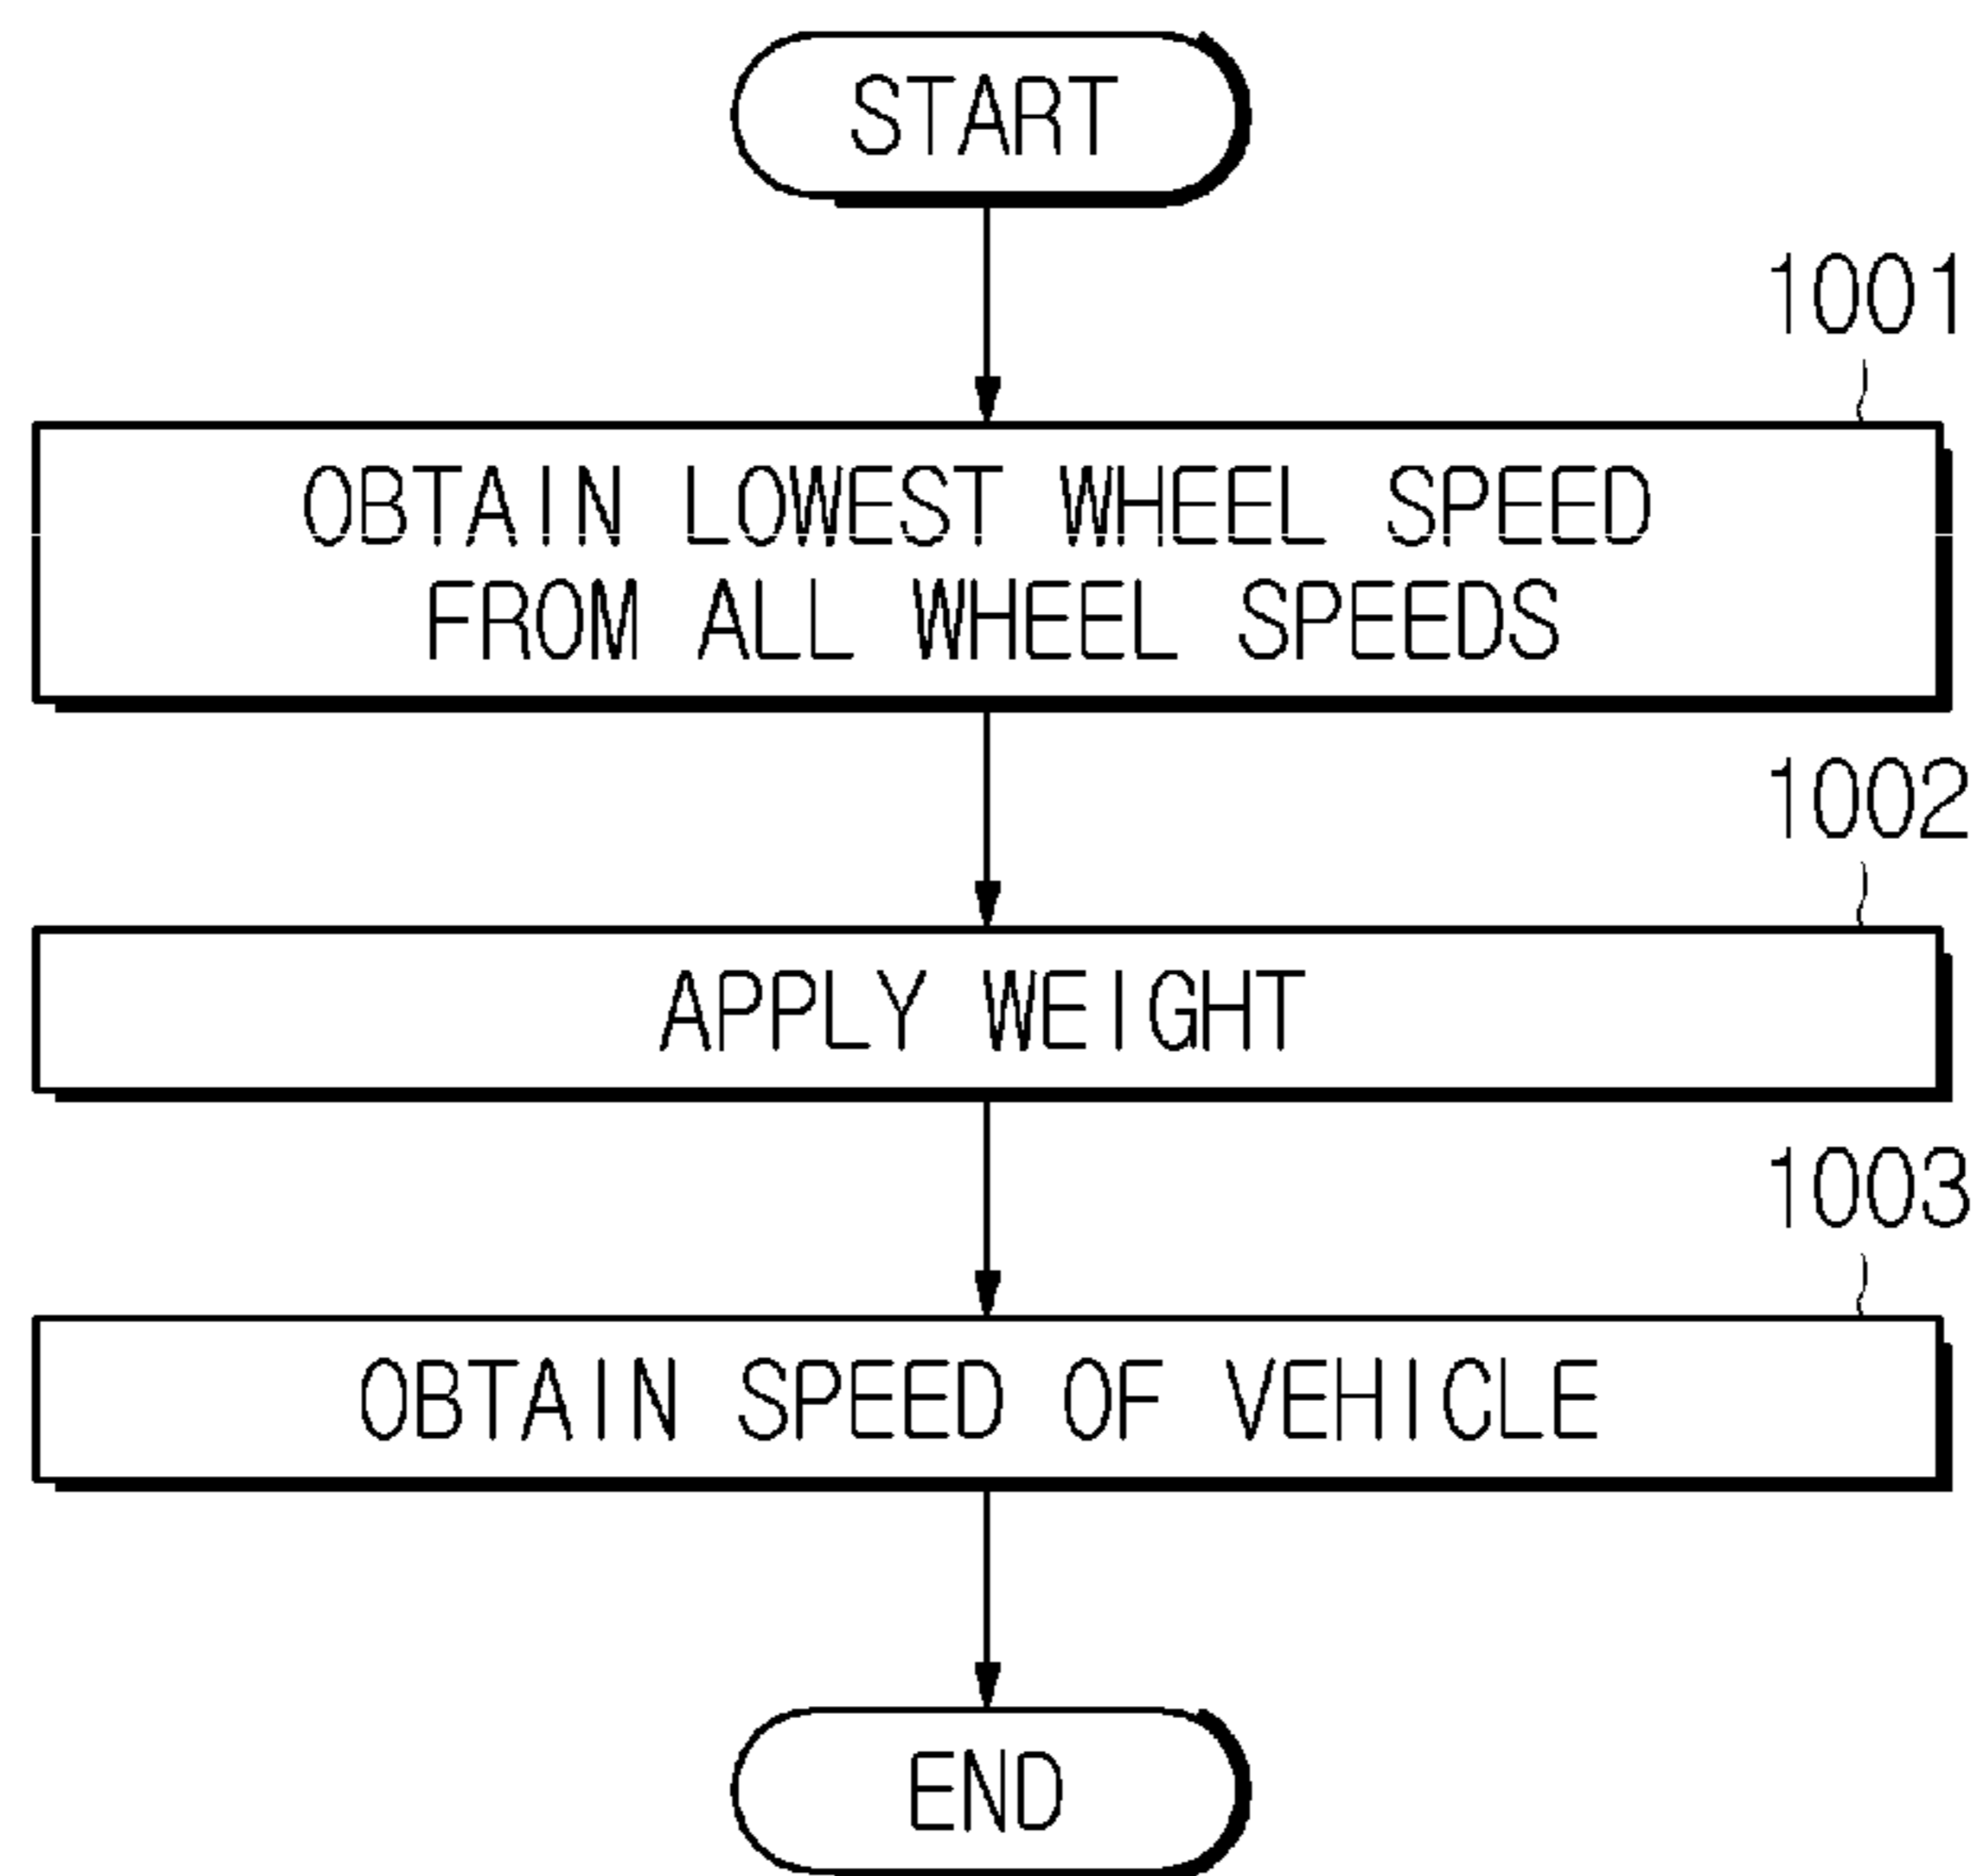 START
1001
OBTAIN LOWEST WHEEL SPEED
FROM ALL WHEEL SPEEDS
1002
APPLY WEIGHT
1003
OBTAIN SPEED OF VEHICLE
END